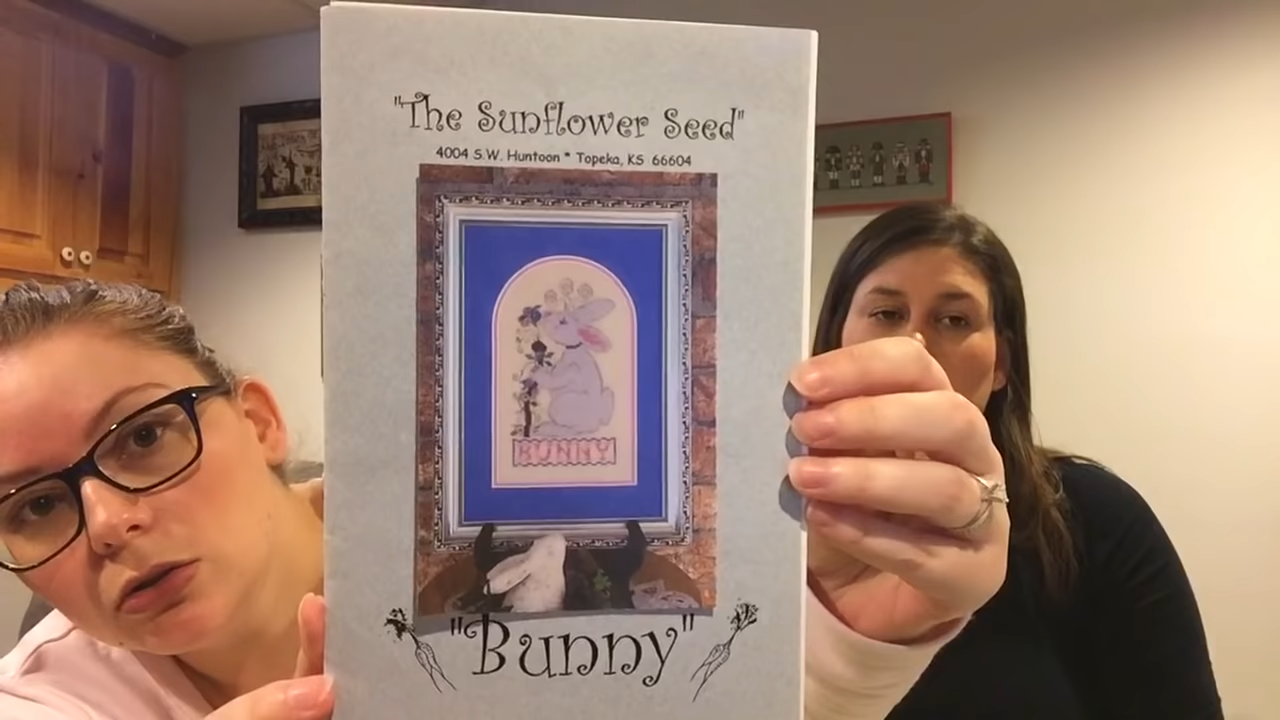 "The Sunflower Seed"
4004 S.W. Huntoon * Topeka, KS 66604
BUNNY
"Bunny"